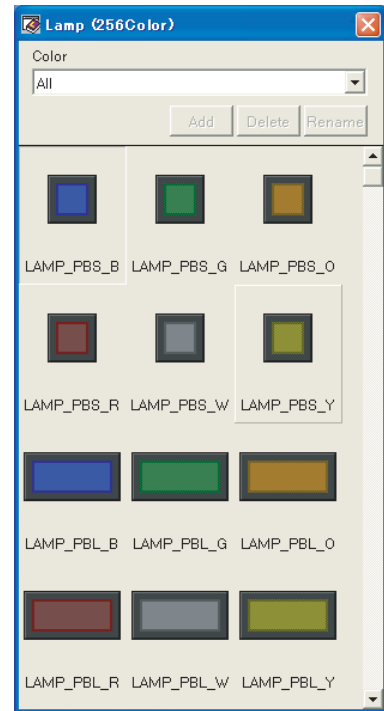 Lamp (256Color)
Color
All
Add Delete Rename
LAMP_PBS_B LAMP_PBS_G LAMP_PBS_O
LAMP_PBS_R LAMP_PBS_W LAMP_PBS_Y
LAMP_PBL_B LAMP_PBL_G LAMP_PBL_O
LAMP_PBL_R LAMP_PBL_W LAMP_PBL_Y